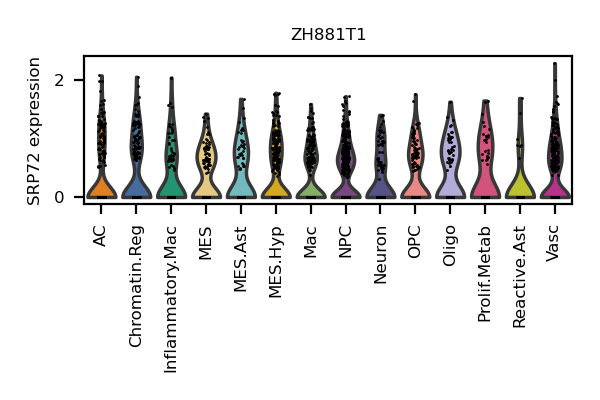 ZH881T1
SRP72 expression
2
0
AC
Chromatin.Reg
Inflammatory.Mac
MES
MES.Ast
MES.Hyp
Mac
NPC
Neuron
OPC
Oligo
Prolif.Metab
Reactive.Ast
Vasc